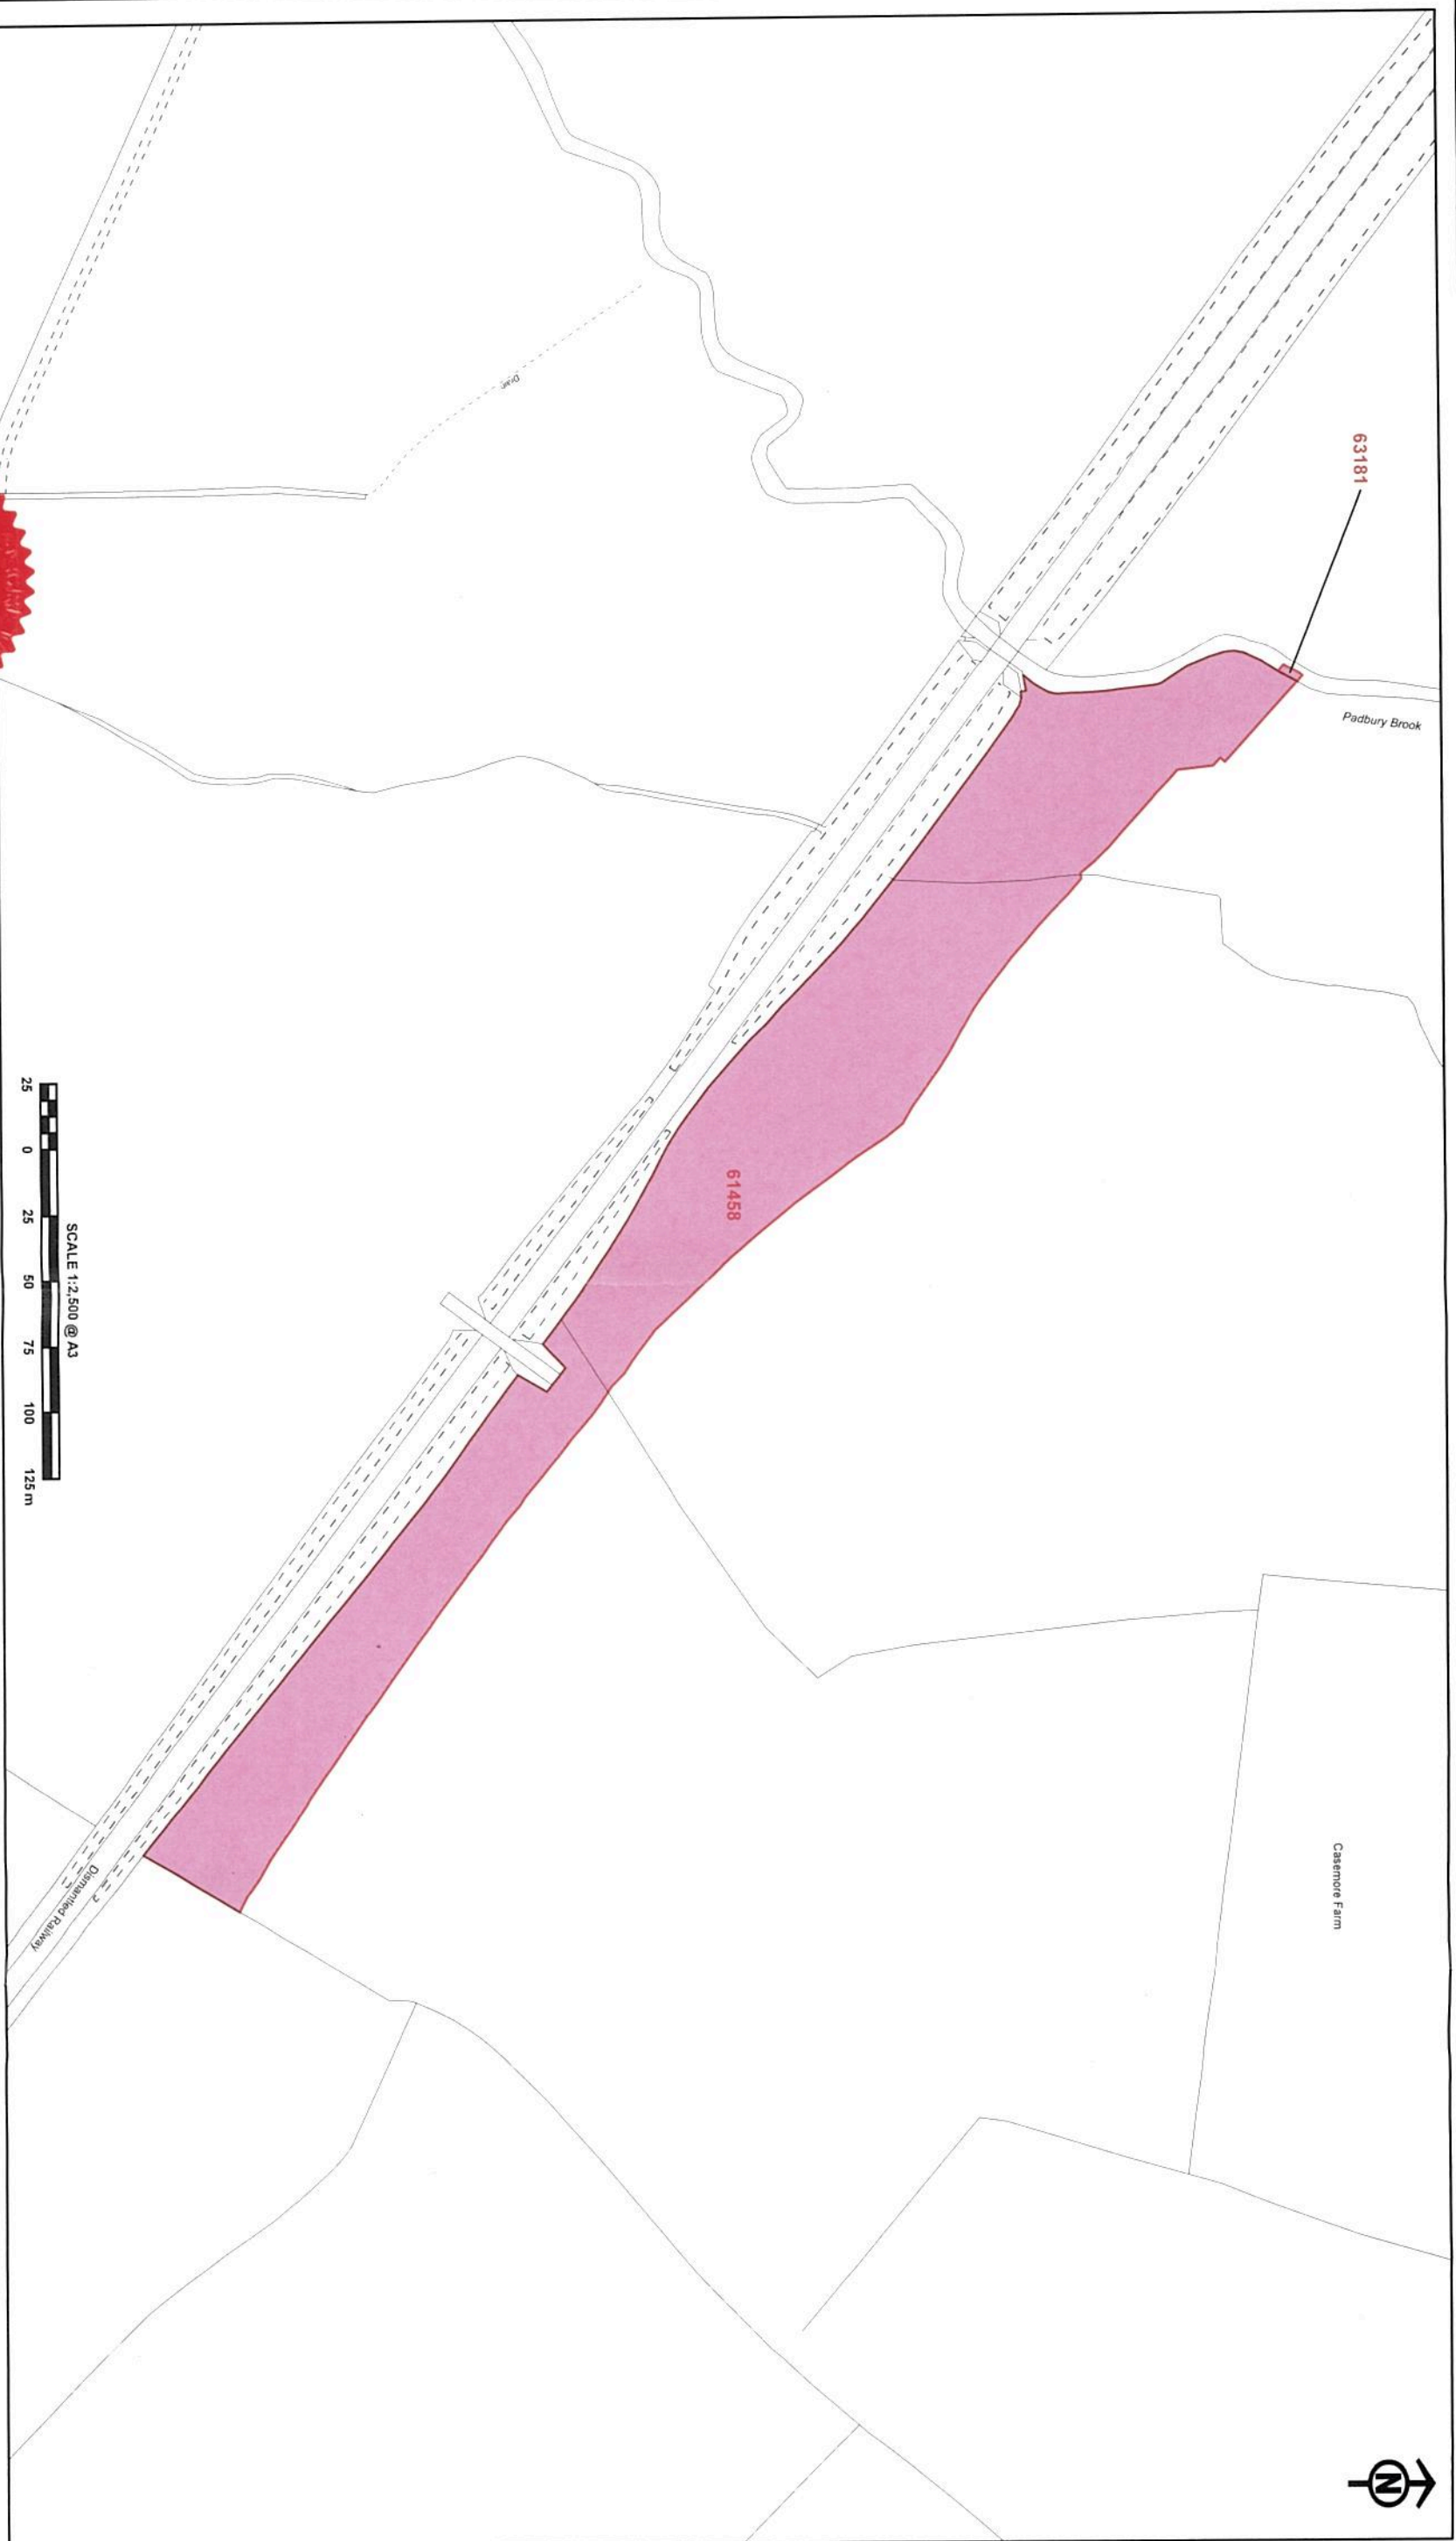 63181
Padbury Brook
Casemore Farm
Drain
61458
Dismantled Railway
SCALE 1:2,500 @ A3
25 0 25 50 75 100 125 m
N